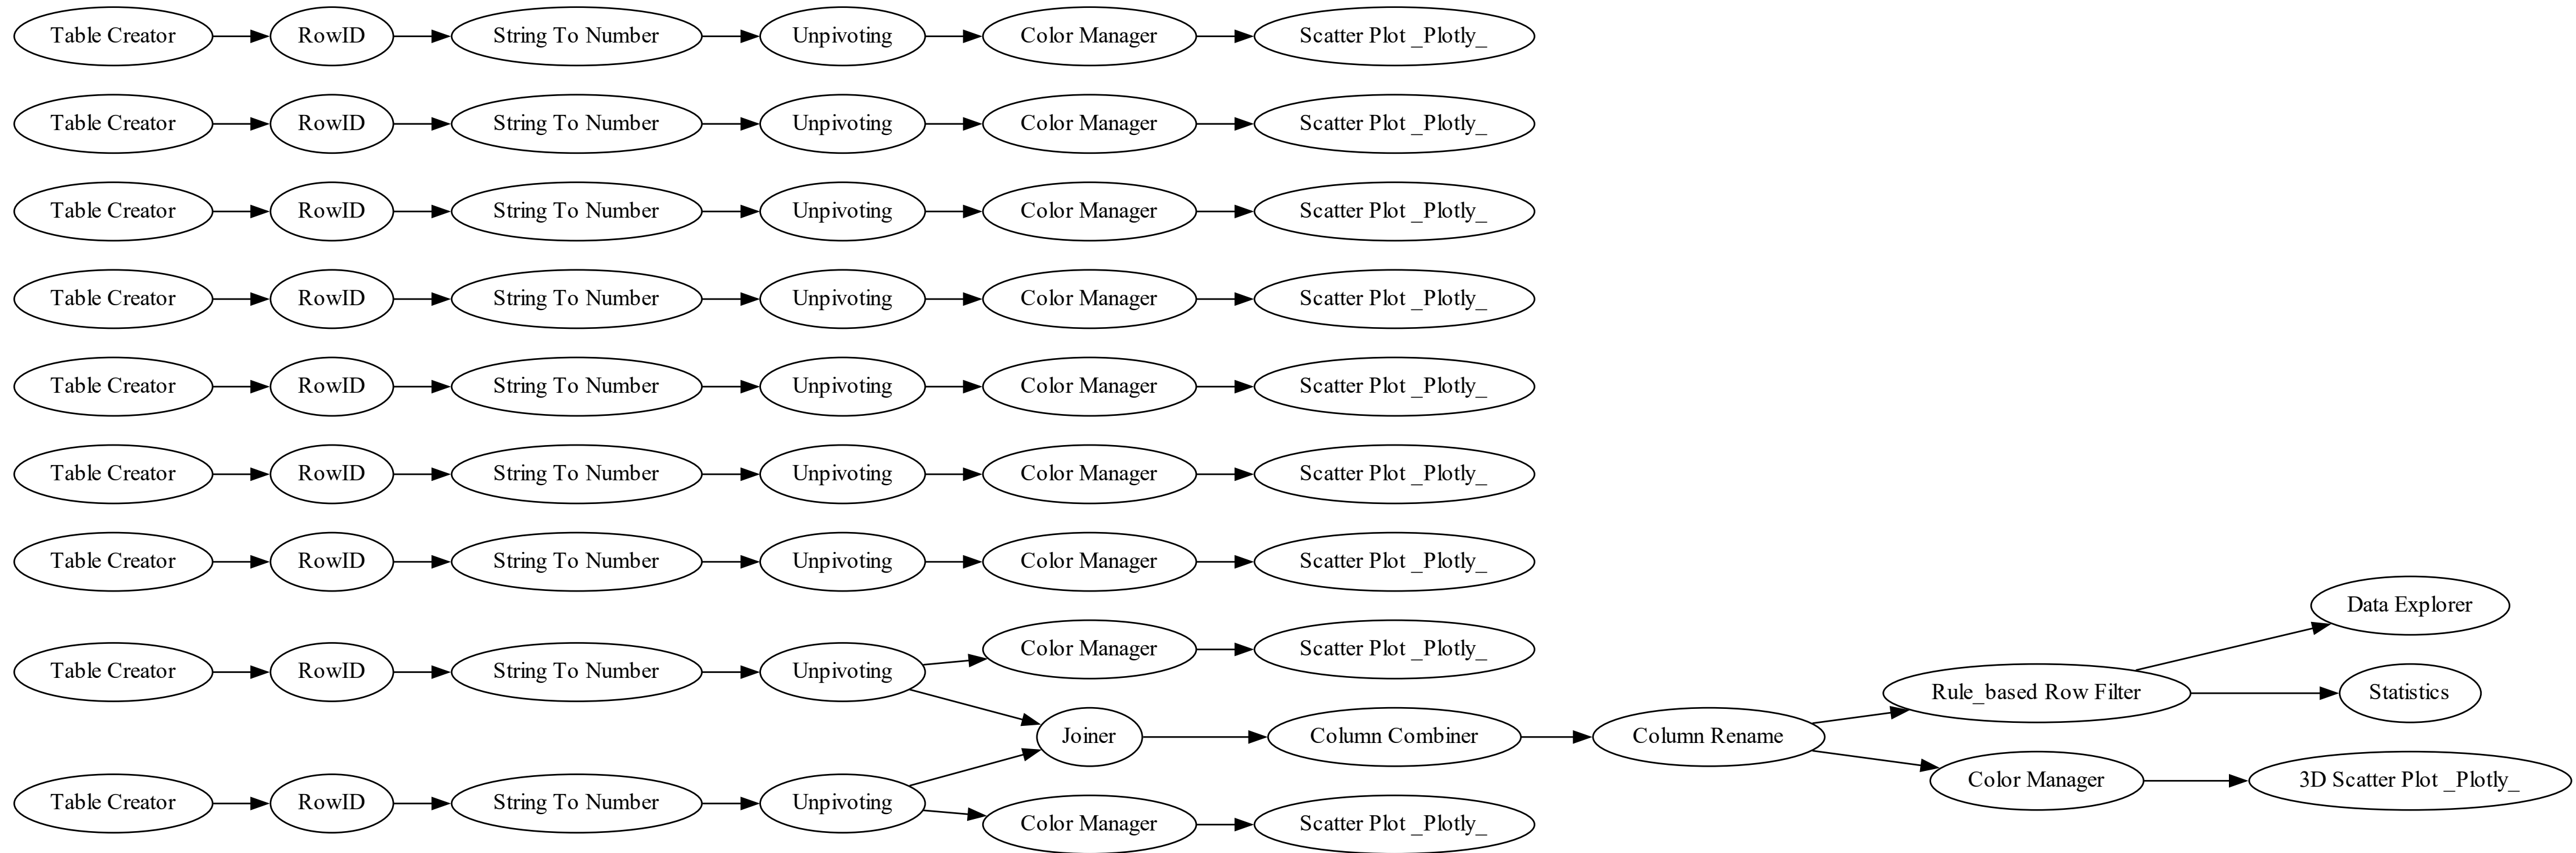 Table Creator RowID String To Number Unpivoting Color Manager Scatter Plot _Plotly_
Table Creator RowID String To Number Unpivoting Color Manager Scatter Plot _Plotly_
Table Creator RowID String To Number Unpivoting Color Manager Scatter Plot _Plotly_
Table Creator RowID String To Number Unpivoting Color Manager Scatter Plot _Plotly_
Table Creator RowID String To Number Unpivoting Color Manager Scatter Plot _Plotly_
Table Creator RowID String To Number Unpivoting Color Manager Scatter Plot _Plotly_
Table Creator RowID String To Number Unpivoting Color Manager Scatter Plot _Plotly_
Data Explorer
Color Manager Scatter Plot _Plotly_
Table Creator RowID String To Number Unpivoting
Rule_based Row Filter Statistics
Joiner Column Combiner Column Rename
Color Manager 3D Scatter Plot _Plotly_
Table Creator RowID String To Number Unpivoting
Color Manager Scatter Plot _Plotly_